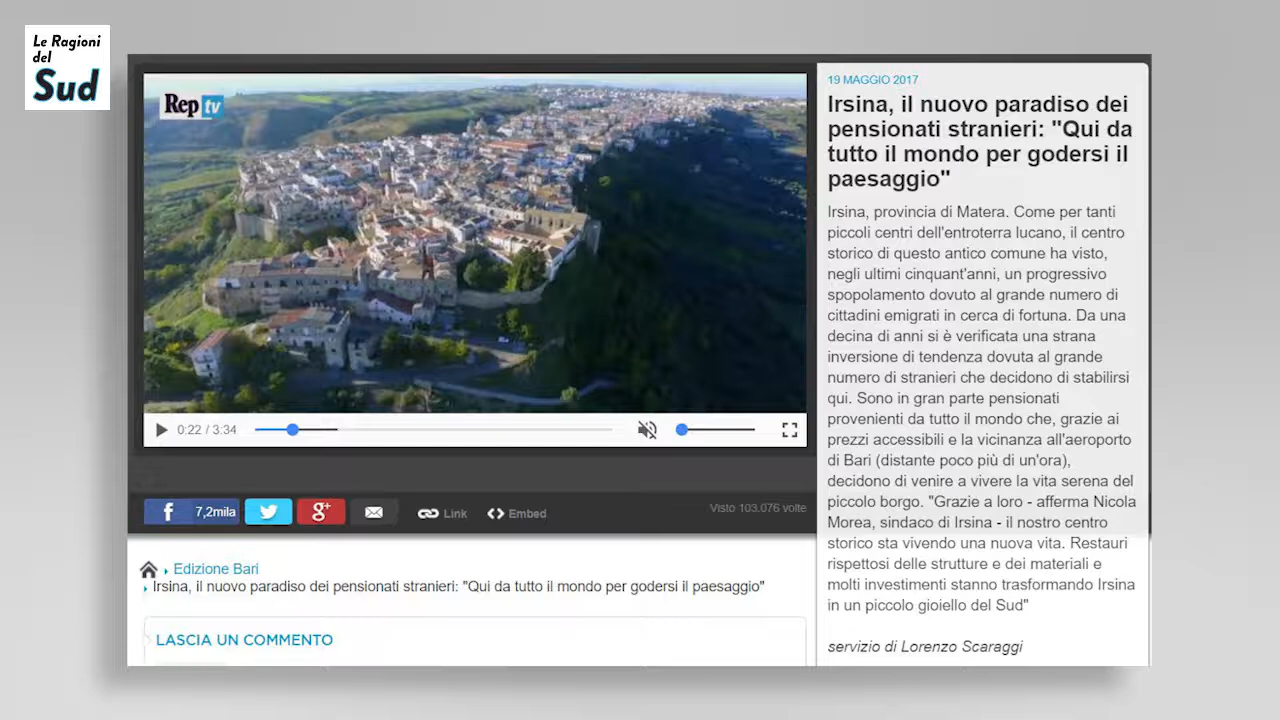 Le Ragioni
del
Sud
Rep tv
19 MAGGIO 2017
Irsina, il nuovo paradiso dei
pensionati stranieri: "Qui da
tutto il mondo per godersi il
paesaggio"
Irsina, provincia di Matera. Come per tanti
piccoli centri dell'entroterra lucano, il centro
storico di questo antico comune ha visto,
negli ultimi cinquant'anni, un progressivo
spopolamento dovuto al grande numero di
cittadini emigrati in cerca di fortuna. Da una
decina di anni si è verificata una strana
inversione di tendenza dovuta al grande
numero di stranieri che decidono di stabilirsi
qui. Sono in gran parte pensionati
provenienti da tutto il mondo che, grazie ai
prezzi accessibili e la vicinanza all'aeroporto
di Bari (distante poco più di un'ora),
decidono di venire a vivere la vita serena del
piccolo borgo. "Grazie a loro - afferma Nicola
Morea, sindaco di Irsina - il nostro centro
storico sta vivendo una nuova vita. Restauri
rispettosi delle strutture e dei materiali e
molti investimenti stanno trasformando Irsina
in un piccolo gioiello del Sud"
servizio di Lorenzo Scaraggi
0:22 / 3:34
f 7,2mila g+ Link Embed Visto 103.076 volte
Edizione Bari
Irsina, il nuovo paradiso dei pensionati stranieri: "Qui da tutto il mondo per godersi il paesaggio"
LASCIA UN COMMENTO